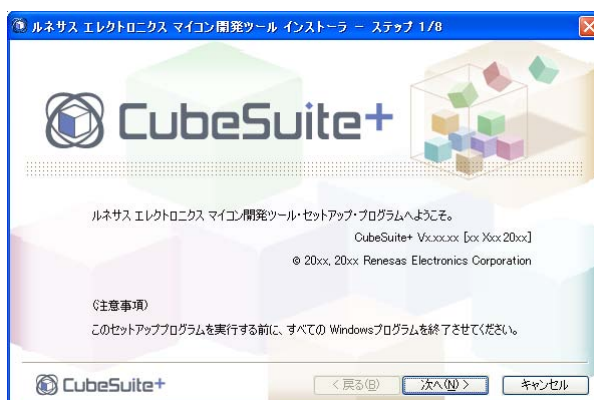 ルネサス エレクトロニクス マイコン開発ツール インストーラ － ステップ 1/8
CubeSuite+
ルネサス エレクトロニクス マイコン開発ツール・セットアップ・プログラムへようこそ。
CubeSuite+ Vx.xx.xx [xx Xxx 20xx]
© 20xx, 20xx Renesas Electronics Corporation
(注意事項)
このセットアッププログラムを実行する前に、すべての Windowsプログラムを終了させてください。
CubeSuite+
< 戻る(B)
次へ(N) >
キャンセル